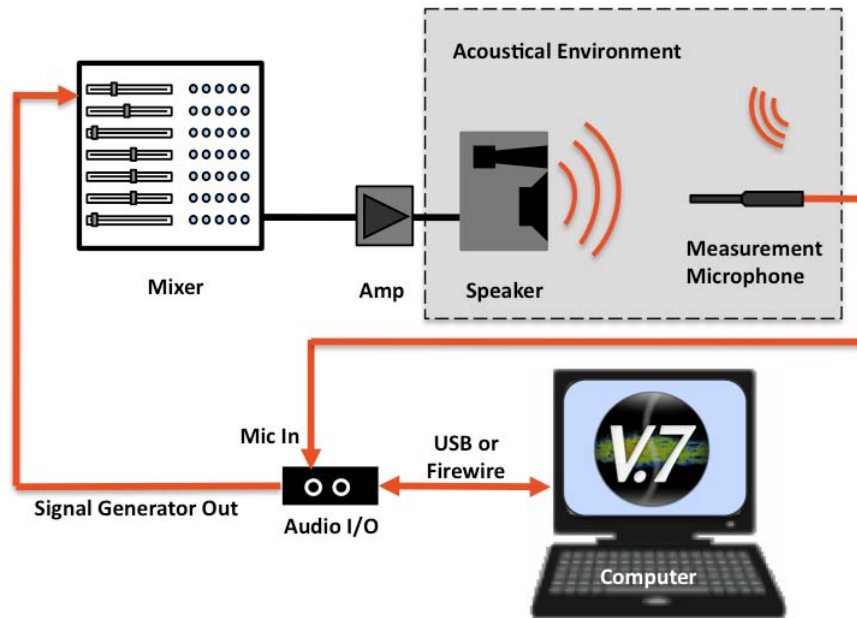 Acoustical Environment
Mixer
Amp
Speaker
Measurement
Microphone
Mic In
USB or
Firewire
Signal Generator Out
Audio I/O
V.7
Computer